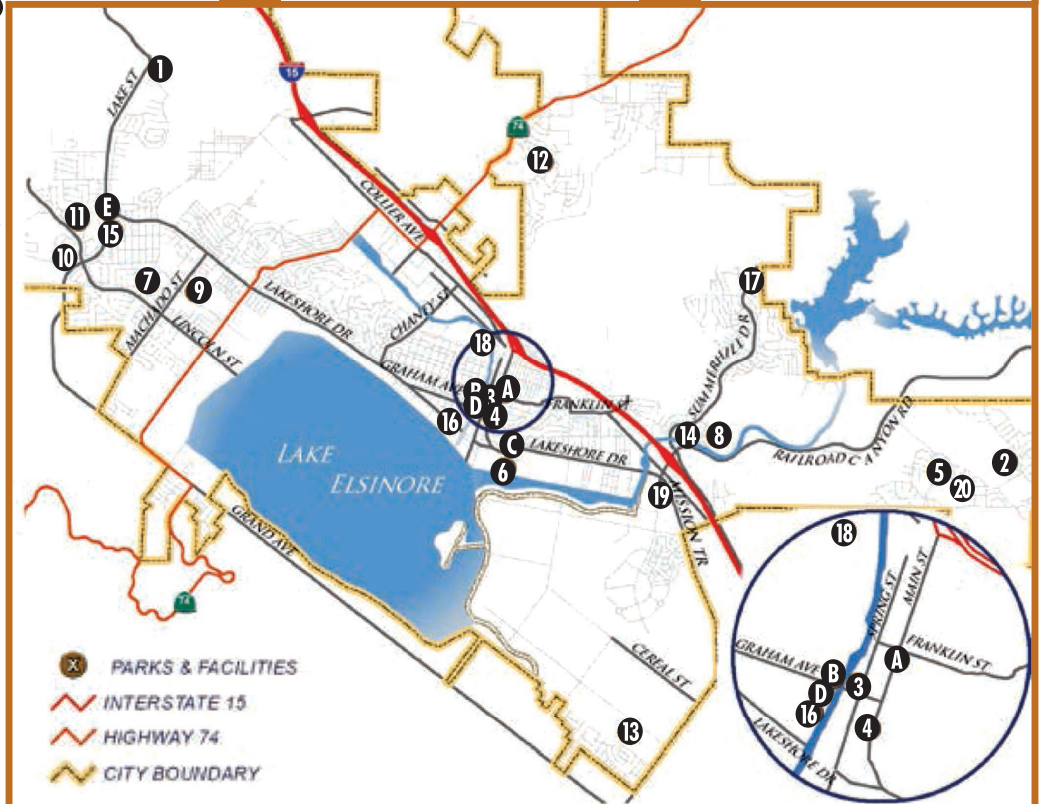 1
LAKE ST
15
74
12
COLLIER AVE
11
E
15
10
7
MACHADO ST
9
LINCOLN ST
LAKESHORE DR
CHANEY ST
17
SUMMERHILL DR
18
GRAHAM AVE
B
A
3
D
4
FRANKLIN ST
16
C
LAKESHORE DR
6
14
8
RAILROAD CANYON RD
5
20
2
19
MISSION TR
LAKE
ELSINORE
GRAND AVE
74
CEREAL ST
13
18
SPRING ST
MAIN ST
FRANKLIN ST
GRAHAM AVE
A
B
D
3
16
4
LAKESHORE DR
X PARKS & FACILITIES
INTERSTATE 15
HIGHWAY 74
CITY BOUNDARY